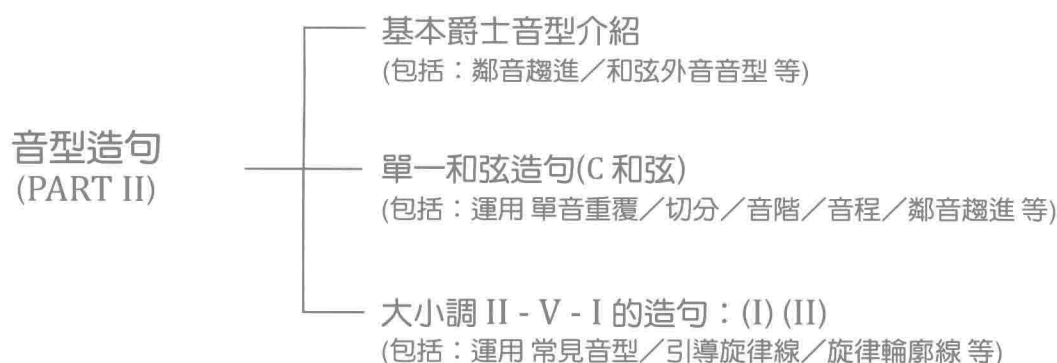 基本爵士音型介紹
(包括：鄰音趨進／和弦外音音型 等)
音型造句
(PART II)
單一和弦造句(C 和弦)
(包括：運用 單音重覆／切分／音階／音程／鄰音趨進 等)
大小調 II - V - I 的造句：(I) (II)
(包括：運用 常見音型／引導旋律線／旋律輪廓線 等)